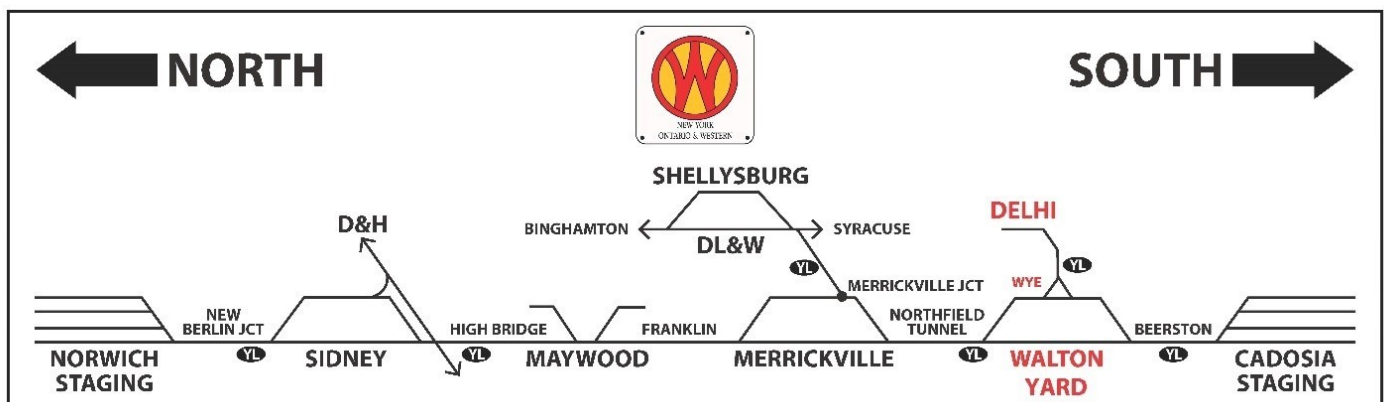 NORTH
SOUTH
W
NEW YORK
ONTARIO & WESTERN
SHELLYSBURG
DELHI
D&H
BINGHAMTON
DL&W
SYRACUSE
YL
YL
WYE
MERRICKVILLE JCT
NEW
BERLIN JCT
HIGH BRIDGE
FRANKLIN
NORTHFIELD
TUNNEL
BEERSTON
NORWICH
STAGING
YL
SIDNEY
YL
MAYWOOD
MERRICKVILLE
YL
WALTON
YARD
YL
CADOSIA
STAGING